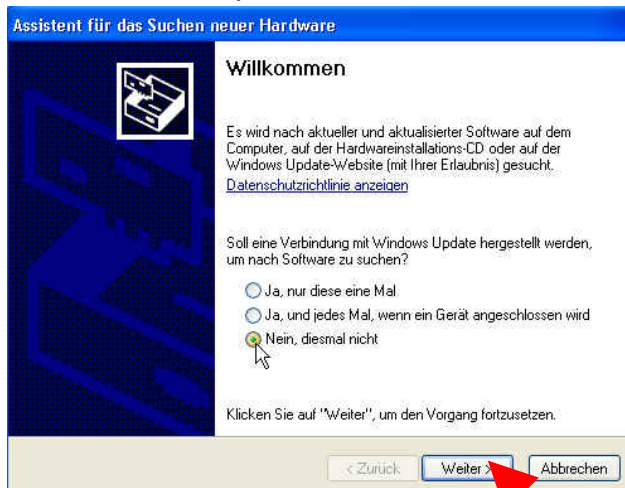 Assistent für das Suchen neuer Hardware
Willkommen
Es wird nach aktueller und aktualisierter Software auf dem
Computer, auf der Hardwareinstallations-CD oder auf der
Windows Update-Website (mit Ihrer Erlaubnis) gesucht.
Datenschutzrichtlinie anzeigen
Soll eine Verbindung mit Windows Update hergestellt werden,
um nach Software zu suchen?
Ja, nur diese eine Mal
Ja, und jedes Mal, wenn ein Gerät angeschlossen wird
Nein, diesmal nicht
Klicken Sie auf "Weiter", um den Vorgang fortzusetzen.
< Zurück Weiter > Abbrechen